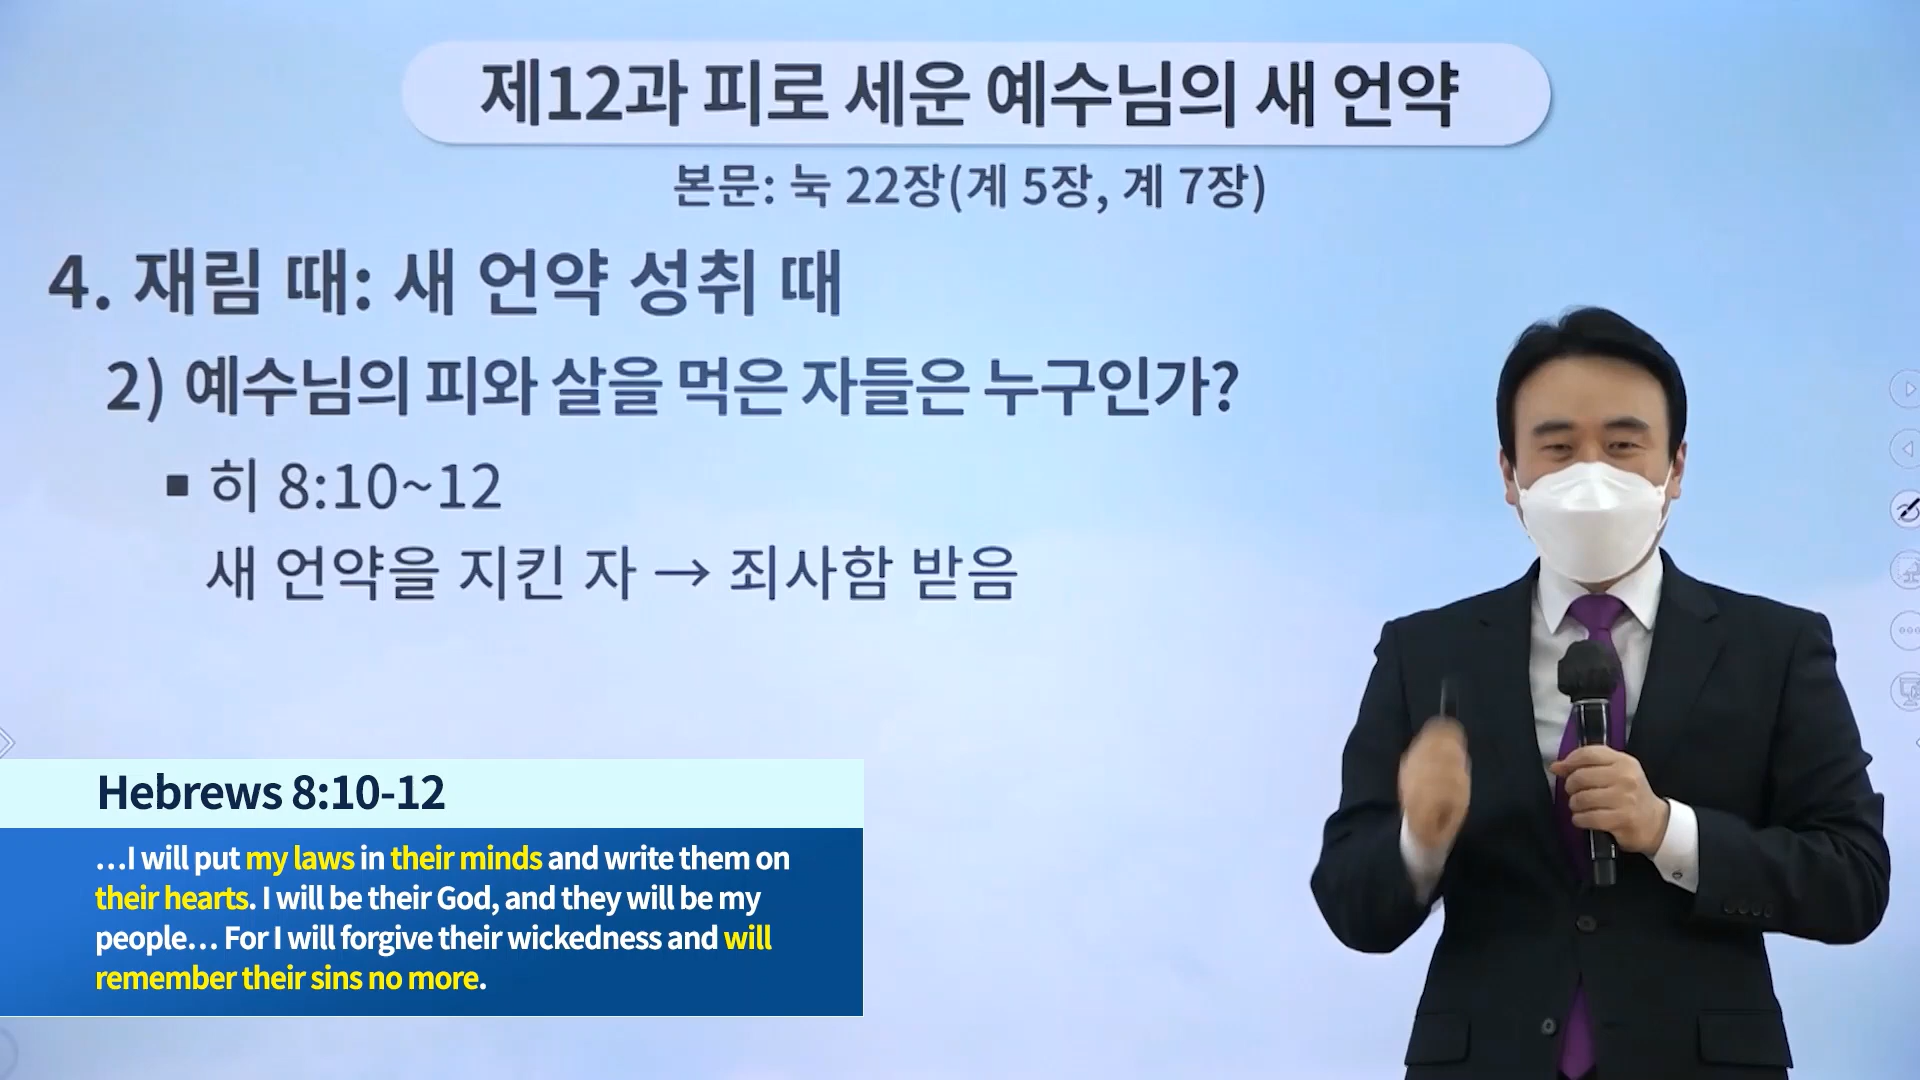 제12과 피로 세운 예수님의 새 언약
본문: 눅 22장(계 5장, 계 7장)
4. 재림 때: 새 언약 성취 때
2) 예수님의 피와 살을 먹은 자들은 누구인가?
▪ 히 8:10~12
새 언약을 지킨 자 → 죄사함 받음
Hebrews 8:10-12
…I will put my laws in their minds and write them on
their hearts. I will be their God, and they will be my
people… For I will forgive their wickedness and will
remember their sins no more.